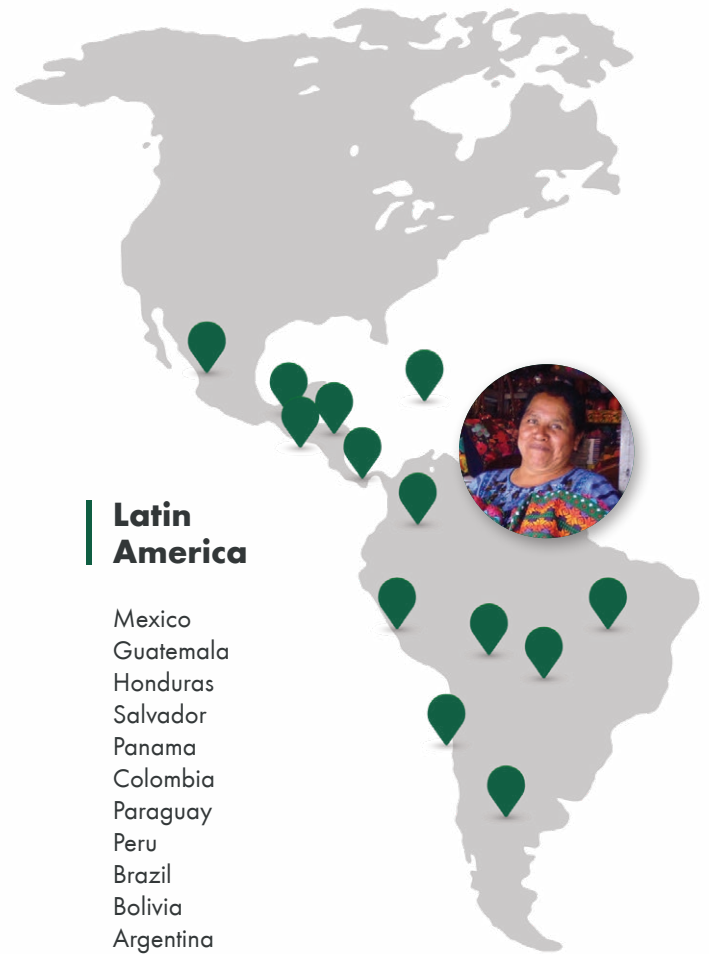 Latin
America
Mexico
Guatemala
Honduras
Salvador
Panama
Colombia
Paraguay
Peru
Brazil
Bolivia
Argentina